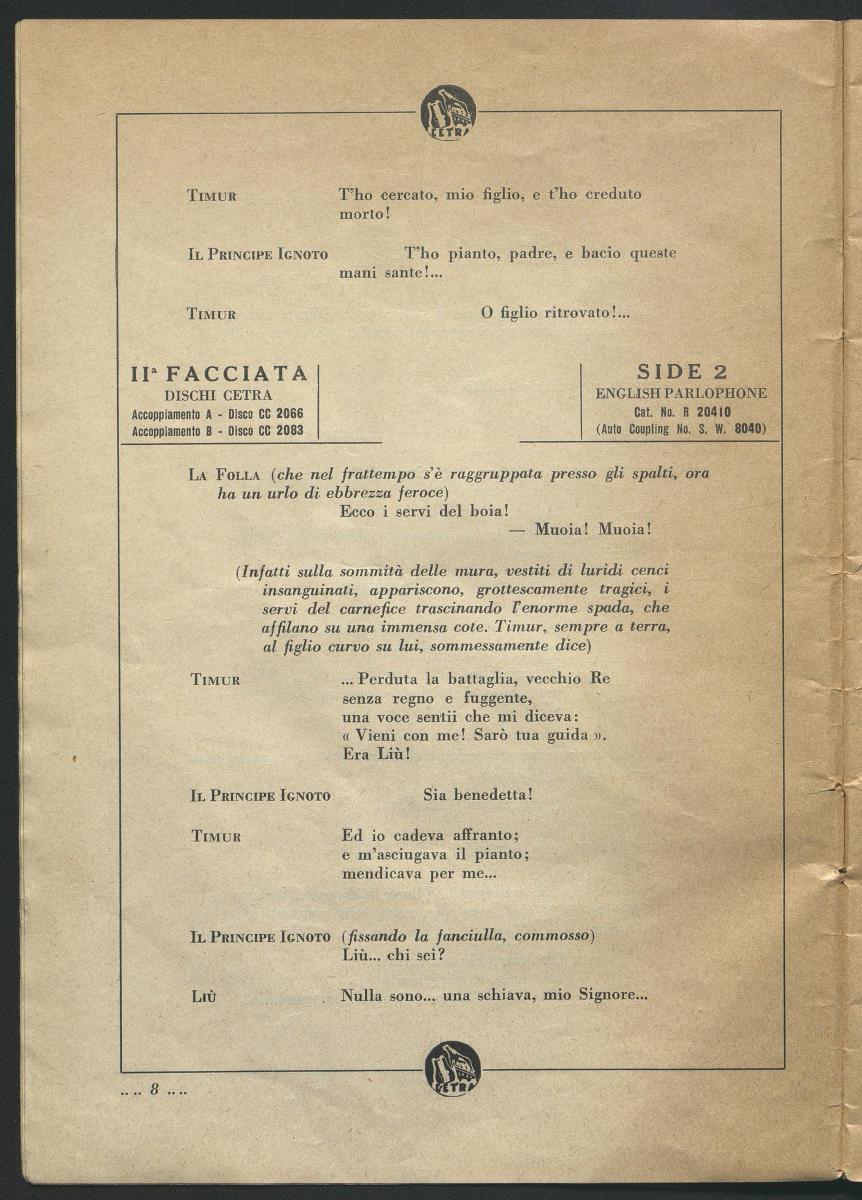 CETRA
TIMUR T'ho cercato, mio figlio, e t'ho creduto
morto!
IL PRINCIPE IGNOTO T'ho pianto, padre, e bacio queste
mani sante!...
TIMUR O figlio ritrovato!...
IIª FACCIATA
DISCHI CETRA
Accoppiamento A - Disco CC 2066
Accoppiamento B - Disco CC 2083
SIDE 2
ENGLISH PARLOPHONE
Cat. No. R 20410
(Auto Coupling No. S. W. 8040)
LA FOLLA (che nel frattempo s'è raggruppata presso gli spalti, ora
ha un urlo di ebbrezza feroce)
Ecco i servi del boia!
— Muoia! Muoia!
(Infatti sulla sommità delle mura, vestiti di luridi cenci
insanguinati, appariscono, grottescamente tragici, i
servi del carnefice trascinando l'enorme spada, che
affilano su una immensa cote. Timur, sempre a terra,
al figlio curvo su lui, sommessamente dice)
TIMUR ... Perduta la battaglia, vecchio Re
senza regno e fuggente,
una voce sentii che mi diceva:
« Vieni con me! Sarò tua guida ».
Era Liù!
IL PRINCIPE IGNOTO Sia benedetta!
TIMUR Ed io cadeva affranto;
e m'asciugava il pianto;
mendicava per me...
IL PRINCIPE IGNOTO (fissando la fanciulla, commosso)
Liù... chi sei?
LIÙ Nulla sono... una schiava, mio Signore...
CETRA
.. .. 8 .. ..